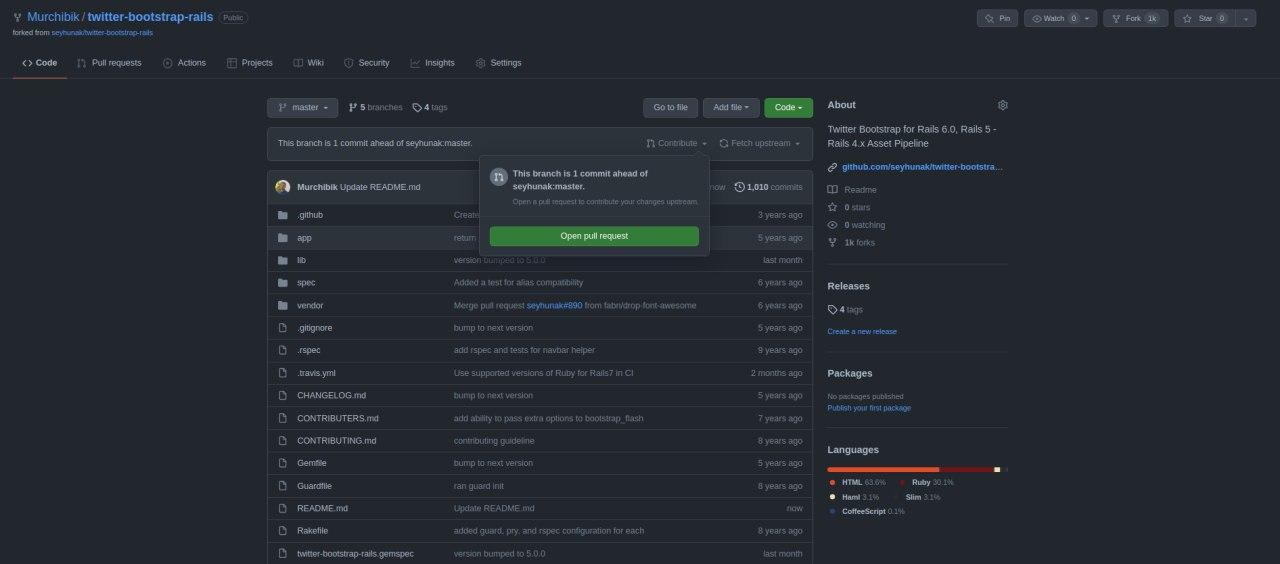 Murchibik / twitter-bootstrap-rails Public
Pin Watch 0 Fork 1k Star 0
forked from seyhunak/twitter-bootstrap-rails
Code Pull requests Actions Projects Wiki Security Insights Settings
master 5 branches 4 tags Go to file Add file Code
This branch is 1 commit ahead of seyhunak:master. Contribute Fetch upstream
This branch is 1 commit ahead of
seyhunak:master.
Open a pull request to contribute your changes upstream.
Open pull request
Murchibik Update README.md now 1,010 commits
.github Create 3 years ago
app return 5 years ago
lib version bumped to 5.0.0 last month
spec Added a test for alias compatibility 6 years ago
vendor Merge pull request seyhunak#890 from fabn/drop-font-awesome 6 years ago
.gitignore bump to next version 5 years ago
.rspec add rspec and tests for navbar helper 9 years ago
.travis.yml Use supported versions of Ruby for Rails7 in CI 2 months ago
CHANGELOG.md bump to next version 5 years ago
CONTRIBUTERS.md add ability to pass extra options to bootstrap_flash 7 years ago
CONTRIBUTING.md contributing guideline 8 years ago
Gemfile bump to next version 5 years ago
Guardfile ran guard init 8 years ago
README.md Update README.md now
Rakefile added guard, pry, and rspec configuration for each 8 years ago
twitter-bootstrap-rails.gemspec version bumped to 5.0.0 last month
About
Twitter Bootstrap for Rails 6.0, Rails 5 -
Rails 4.x Asset Pipeline
github.com/seyhunak/twitter-bootstra...
Readme
0 stars
0 watching
1k forks
Releases
4 tags
Create a new release
Packages
No packages published
Publish your first package
Languages
HTML 63.6% Ruby 30.1%
Haml 3.1% Slim 3.1%
CoffeeScript 0.1%